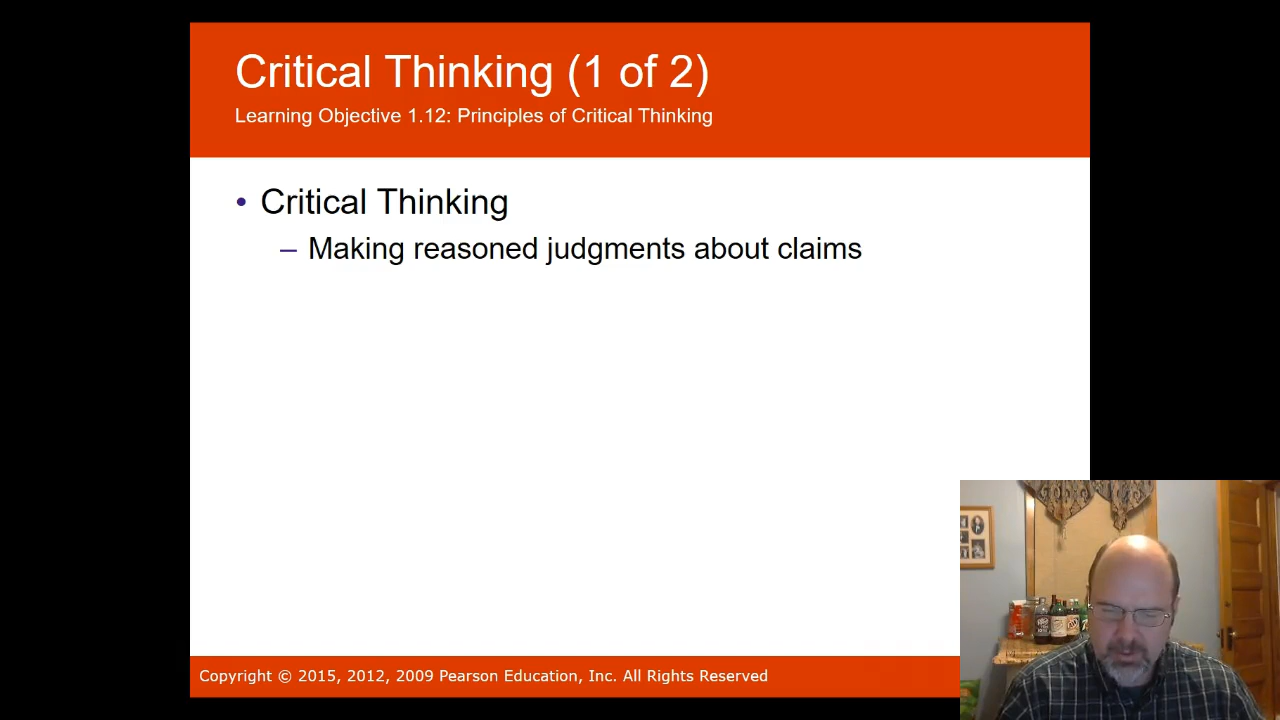 Critical Thinking (1 of 2)
Learning Objective 1.12: Principles of Critical Thinking
• Critical Thinking
– Making reasoned judgments about claims
Copyright © 2015, 2012, 2009 Pearson Education, Inc. All Rights Reserved